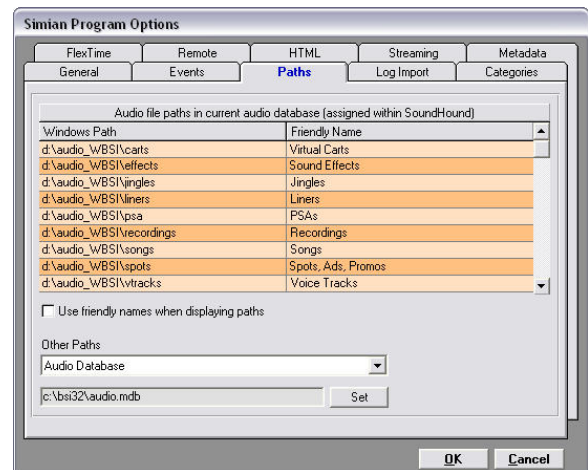 Simian Program Options
FlexTime Remote HTML Streaming Metadata
General Events Paths Log Import Categories
Audio file paths in current audio database (assigned within SoundHound)
Windows Path Friendly Name
d:\audio_WBSI\carts Virtual Carts
d:\audio_WBSI\effects Sound Effects
d:\audio_WBSI\jingles Jingles
d:\audio_WBSI\liners Liners
d:\audio_WBSI\psa PSAs
d:\audio_WBSI\recordings Recordings
d:\audio_WBSI\songs Songs
d:\audio_WBSI\spots Spots, Ads, Promos
d:\audio_WBSI\vtracks Voice Tracks
Use friendly names when displaying paths
Other Paths
Audio Database
c:\bsi32\audio.mdb Set
OK Cancel